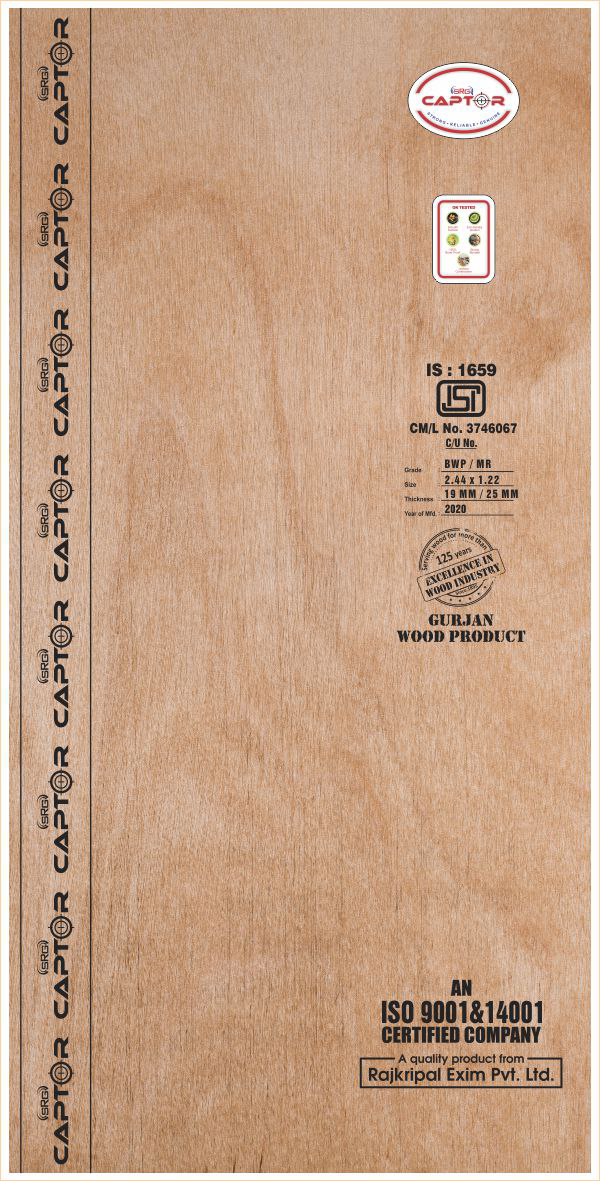 SRG
CAPTOR
SRG
CAPTOR
SRG
CAPTOR
SRG
CAPTOR
SRG
CAPTOR
SRG
CAPTOR
SRG
CAPTOR
SRG
CAPTOR
SRG
CAPTOR
STRONG • RELIABLE • GENUINE
ON TESTED
IS : 1659
ISI
CM/L No. 3746067
C/U No.
Grade BWP / MR
Size 2.44 x 1.22
Thickness 19 MM / 25 MM
Year of Mfd. 2020
Serving wood for more than
125 years
EXCELLENCE IN
WOOD INDUSTRY
GURJAN
WOOD PRODUCT
AN
ISO 9001&14001
CERTIFIED COMPANY
A quality product from
Rajkripal Exim Pvt. Ltd.